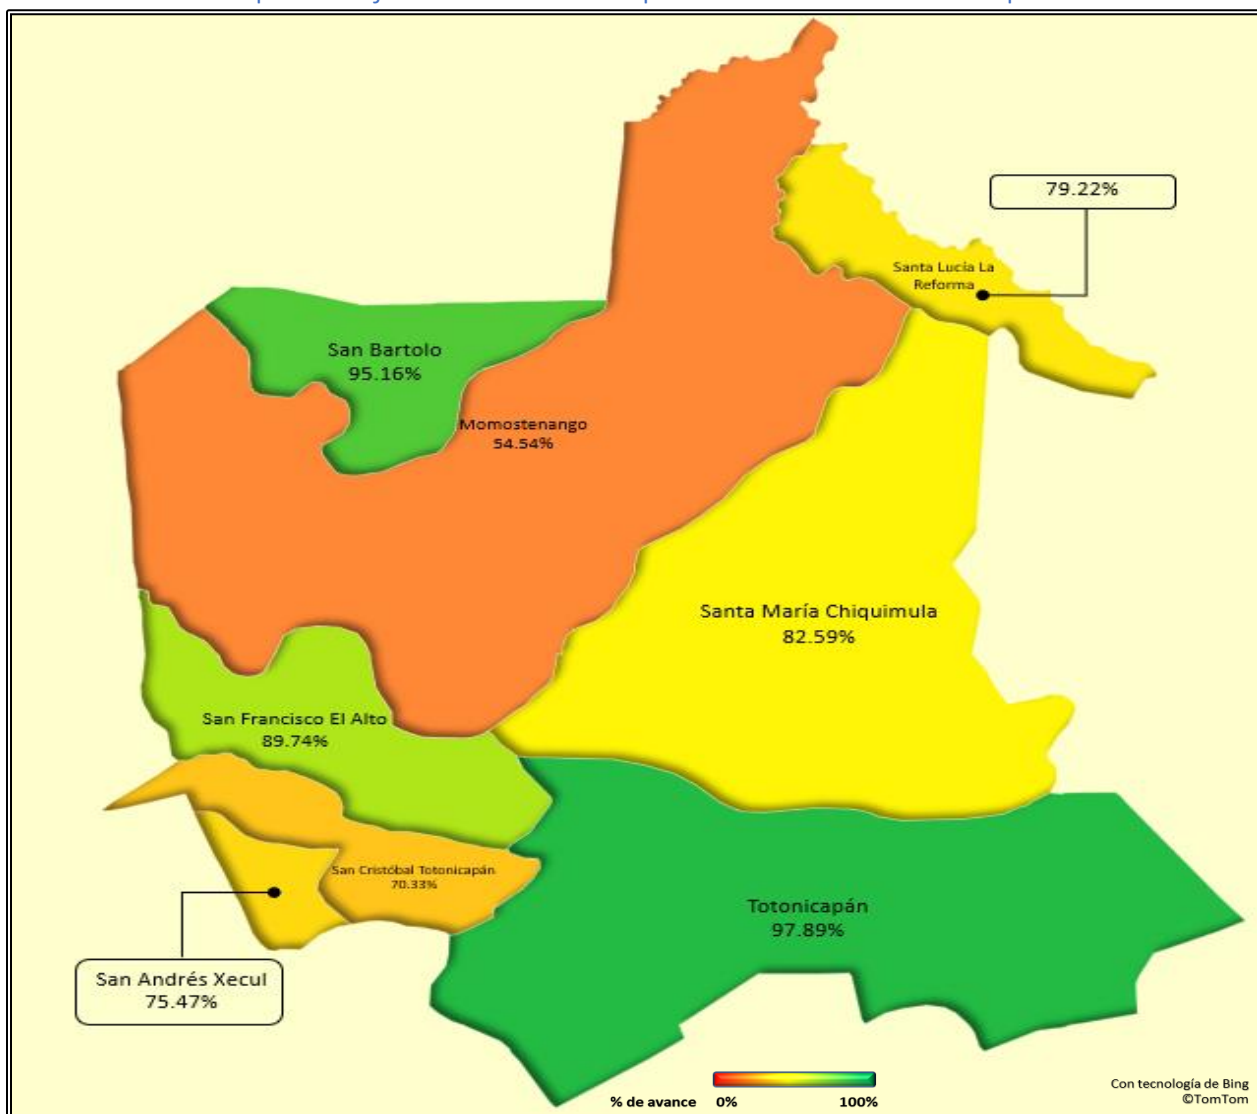 79.22%
Santa Lucía La
Reforma
San Bartolo
95.16%
Momostenango
54.54%
Santa María Chiquimula
82.59%
San Francisco El Alto
89.74%
San Cristóbal Totonicapán
70.33%
Totonicapán
97.89%
San Andrés Xecul
75.47%
% de avance 0% 100%
Con tecnología de Bing
©TomTom